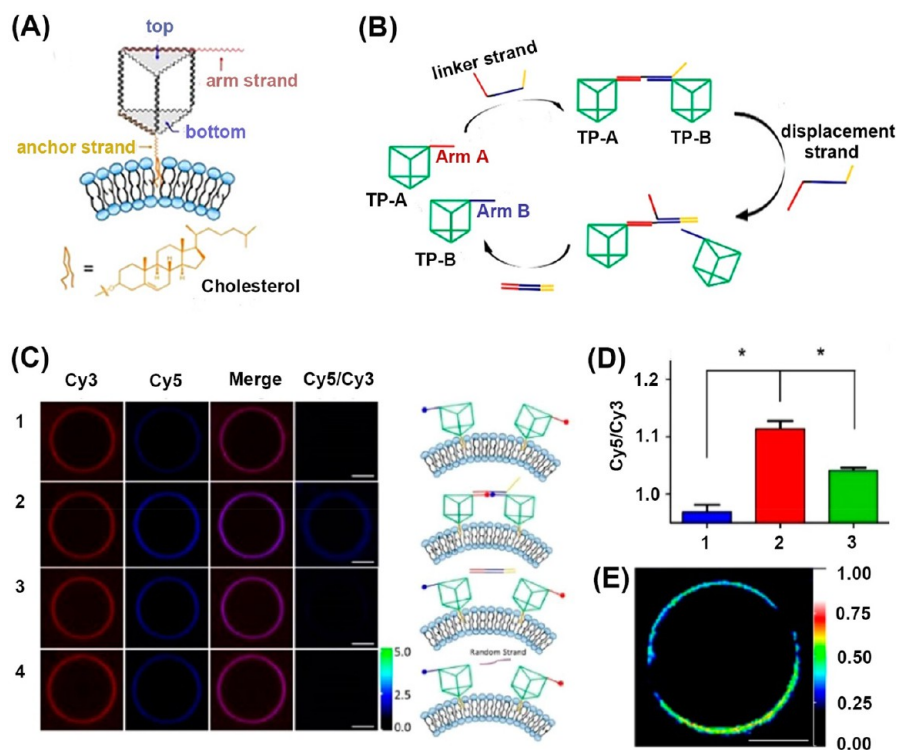 (A)
top
arm strand
bottom
anchor strand
=
O
H
H
H
Cholesterol
(B)
linker strand
TP-A
TP-B
Arm A
TP-A
Arm B
TP-B
displacement
strand
(C)
Cy3
Cy5
Merge
Cy5/Cy3
1
2
3
4
5.0
2.5
0.0
Random Strand
(D)
*
*
1.2
1.1
1.0
Cy5/Cy3
1
2
3
(E)
1.00
0.75
0.50
0.25
0.00